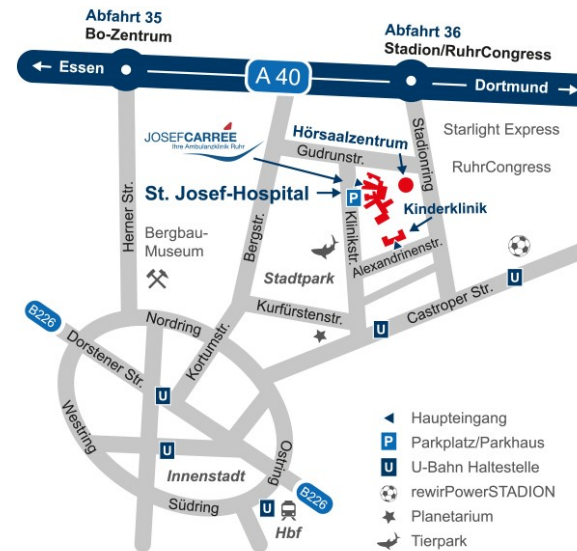 Abfahrt 35
Bo-Zentrum
Abfahrt 36
Stadion/RuhrCongress
Essen
A 40
Dortmund
JOSEFCARREE
Ihre Ambulanzklinik Ruhr
Hörsaalzentrum
Gudrunstr.
Stadionring
Starlight Express
RuhrCongress
St. Josef-Hospital
P
Kinderklinik
Klinikstr.
Herner Str.
Bergstr.
Bergbau-
Museum
Alexandrinenstr.
Stadtpark
U
Castroper Str.
Kurfürstenstr.
U
B226
Nordring
Dorstener Str.
Kortumstr.
U
Westring
U
Ostring
Innenstadt
Südring
B226
U
Hbf
Haupteingang
P Parkplatz/Parkhaus
U U-Bahn Haltestelle
rewirPowerSTADION
Planetarium
Tierpark